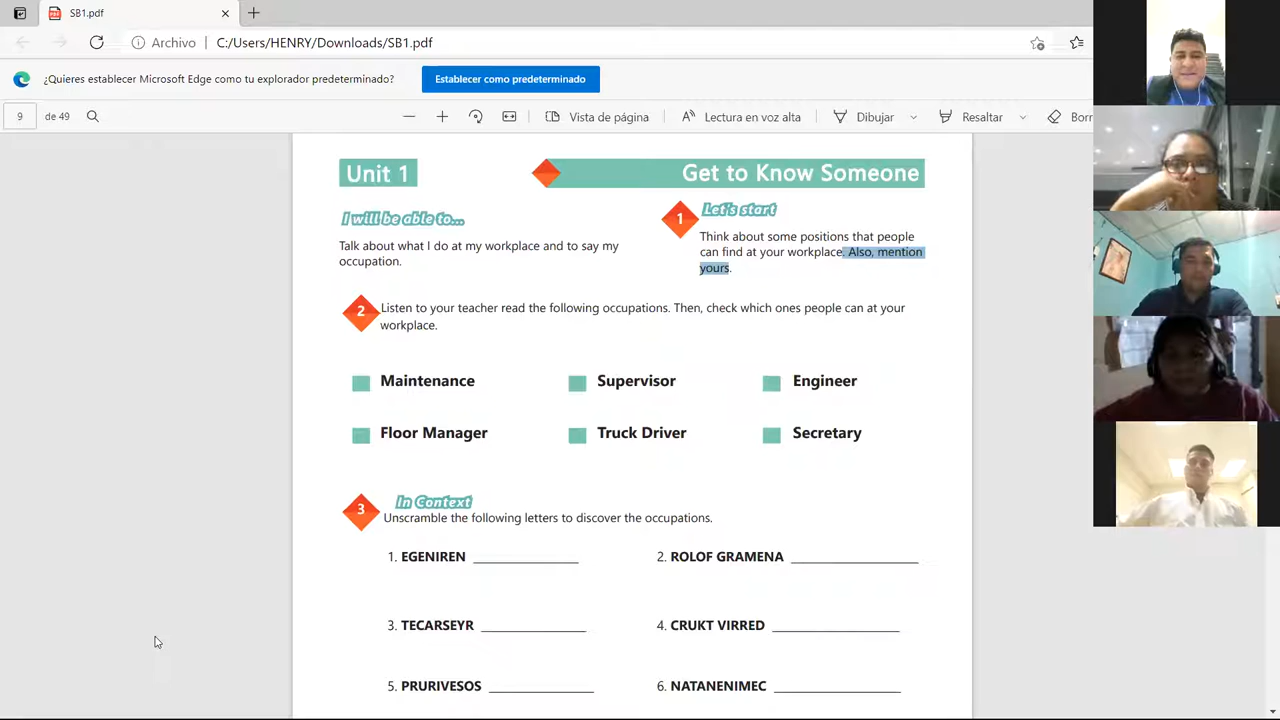 SB1.pdf
Archivo
C:/Users/HENRY/Downloads/SB1.pdf
¿Quieres establecer Microsoft Edge como tu explorador predeterminado?
Establecer como predeterminado
9 de 49
Vista de página
Lectura en voz alta
Dibujar
Resaltar
Borr
Unit 1
Get to Know Someone
I will be able to...
Talk about what I do at my workplace and to say my
occupation.
1
Let's start
Think about some positions that people
can find at your workplace. Also, mention
yours.
2
Listen to your teacher read the following occupations. Then, check which ones people can at your
workplace.
Maintenance
Supervisor
Engineer
Floor Manager
Truck Driver
Secretary
3
In Context
Unscramble the following letters to discover the occupations.
1. EGENIREN
2. ROLOF GRAMENA
3. TECARSEYR
4. CRUKT VIRRED
5. PRURIVESOS
6. NATANENIMEC